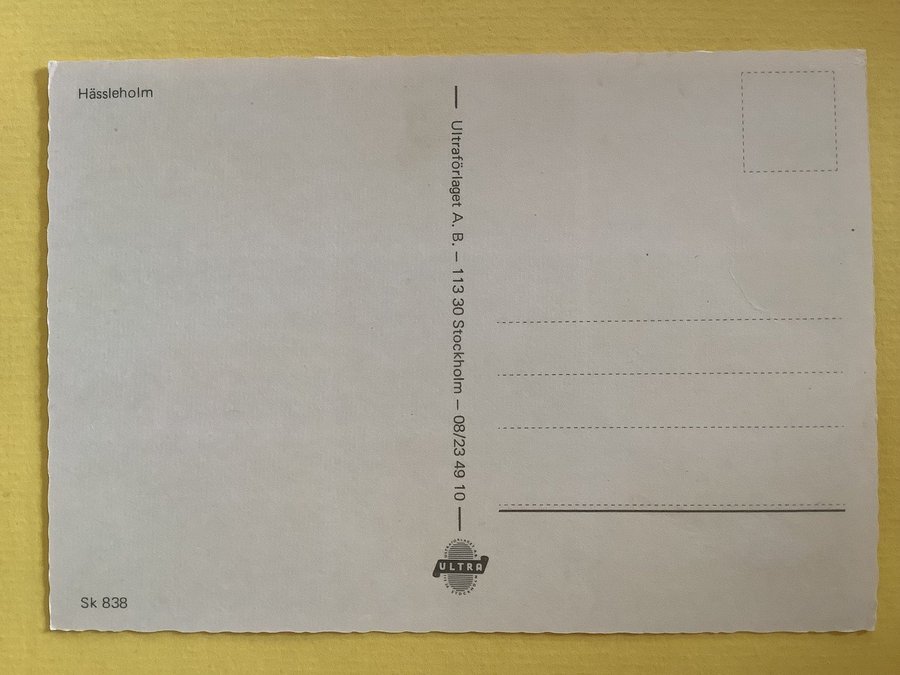 Hässleholm
Ultraförlaget A. B. – 113 30 Stockholm – 08/23 49 10
ULTRA
Sk 838